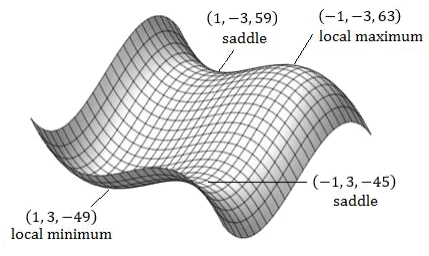 (1, −3, 59)
saddle
(−1, −3, 63)
local maximum
(−1, 3, −45)
saddle
(1, 3, −49)
local minimum